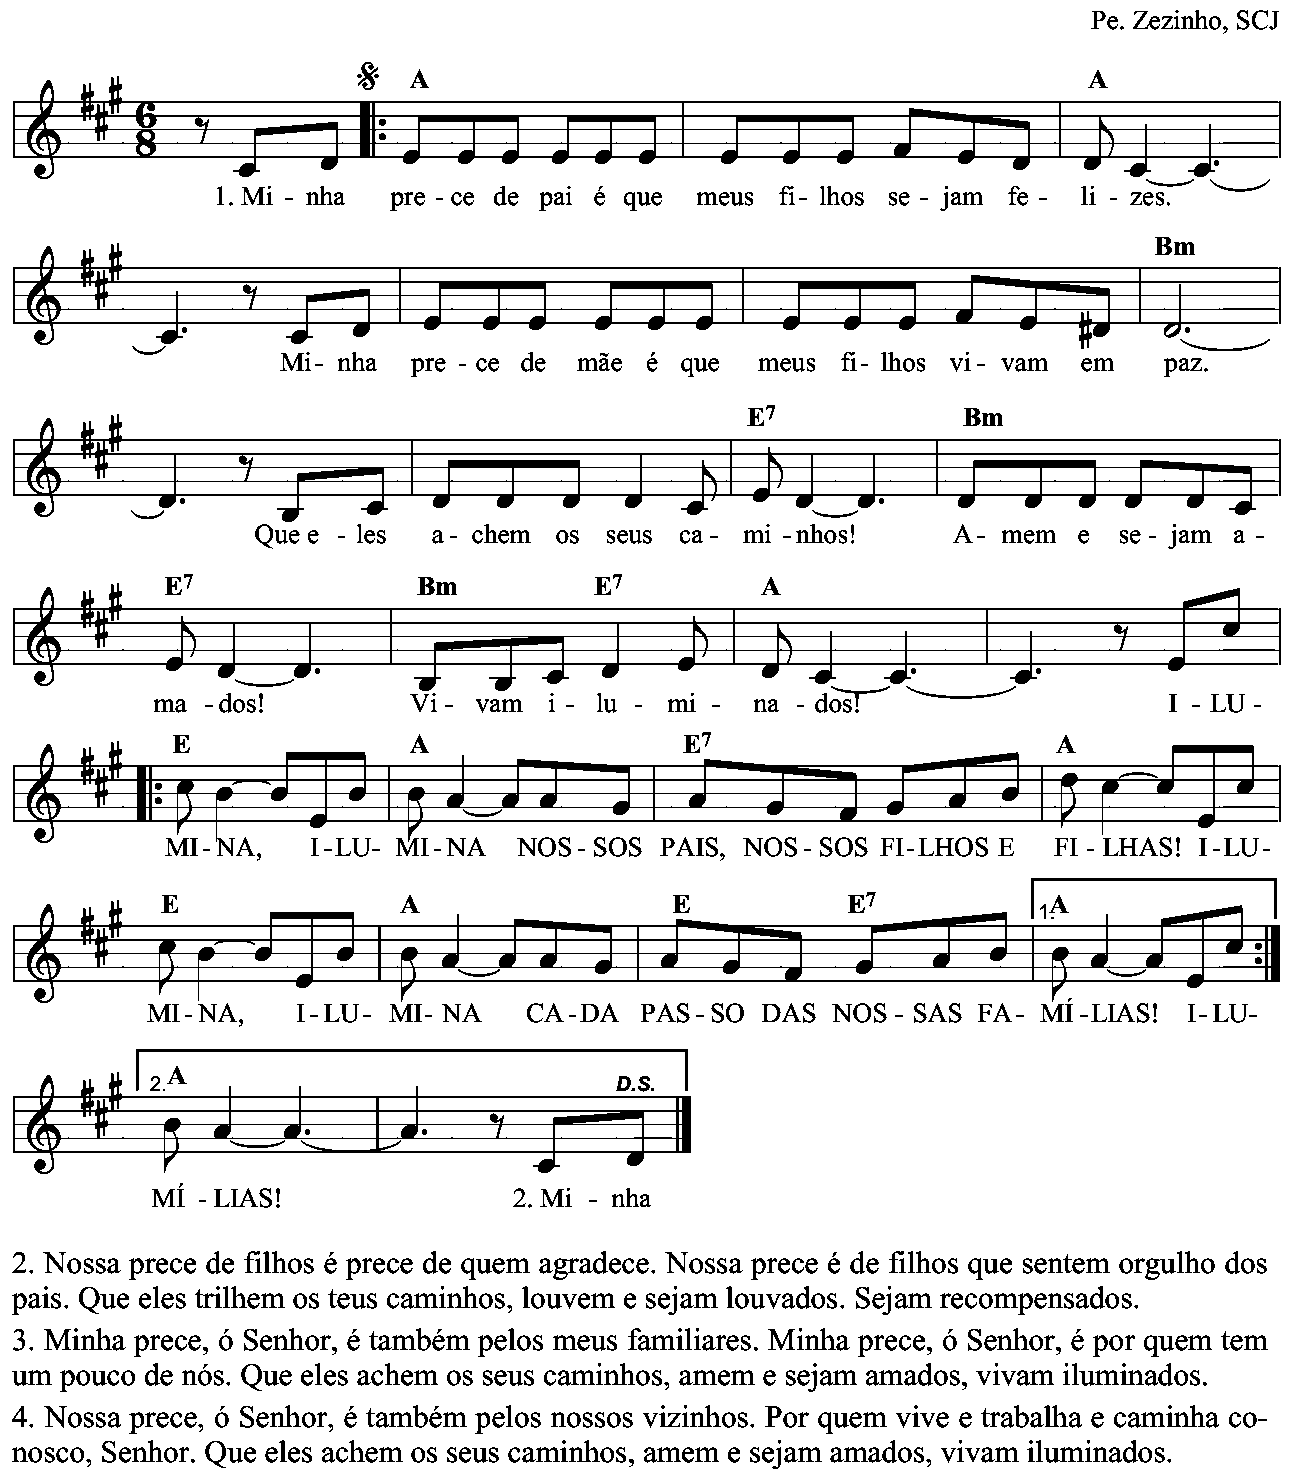 Pe. Zezinho, SCJ
A A
1. Mi - nha pre - ce de pai é que meus fi - lhos se - jam fe - li - zes.
Bm
Mi - nha pre - ce de mãe é que meus fi - lhos vi - vam em paz.
E7 Bm
Que e - les a - chem os seus ca - mi - nhos! A - mem e se - jam a -
E7 Bm E7 A
ma - dos! Vi - vam i - lu - mi - na - dos! I - LU -
E A E7 A
MI - NA, I - LU - MI - NA NOS - SOS PAIS, NOS - SOS FI - LHOS E FI - LHAS! I - LU -
E A E E7 1. A
MI - NA, I - LU - MI - NA CA - DA PAS - SO DAS NOS - SAS FA - MÍ - LIAS! I - LU -
2. A D.S.
MÍ - LIAS! 2. Mi - nha
2. Nossa prece de filhos é prece de quem agradece. Nossa prece é de filhos que sentem orgulho dos
pais. Que eles trilhem os teus caminhos, louvem e sejam louvados. Sejam recompensados.
3. Minha prece, ó Senhor, é também pelos meus familiares. Minha prece, ó Senhor, é por quem tem
um pouco de nós. Que eles achem os seus caminhos, amem e sejam amados, vivam iluminados.
4. Nossa prece, ó Senhor, é também pelos nossos vizinhos. Por quem vive e trabalha e caminha co-
nosco, Senhor. Que eles achem os seus caminhos, amem e sejam amados, vivam iluminados.